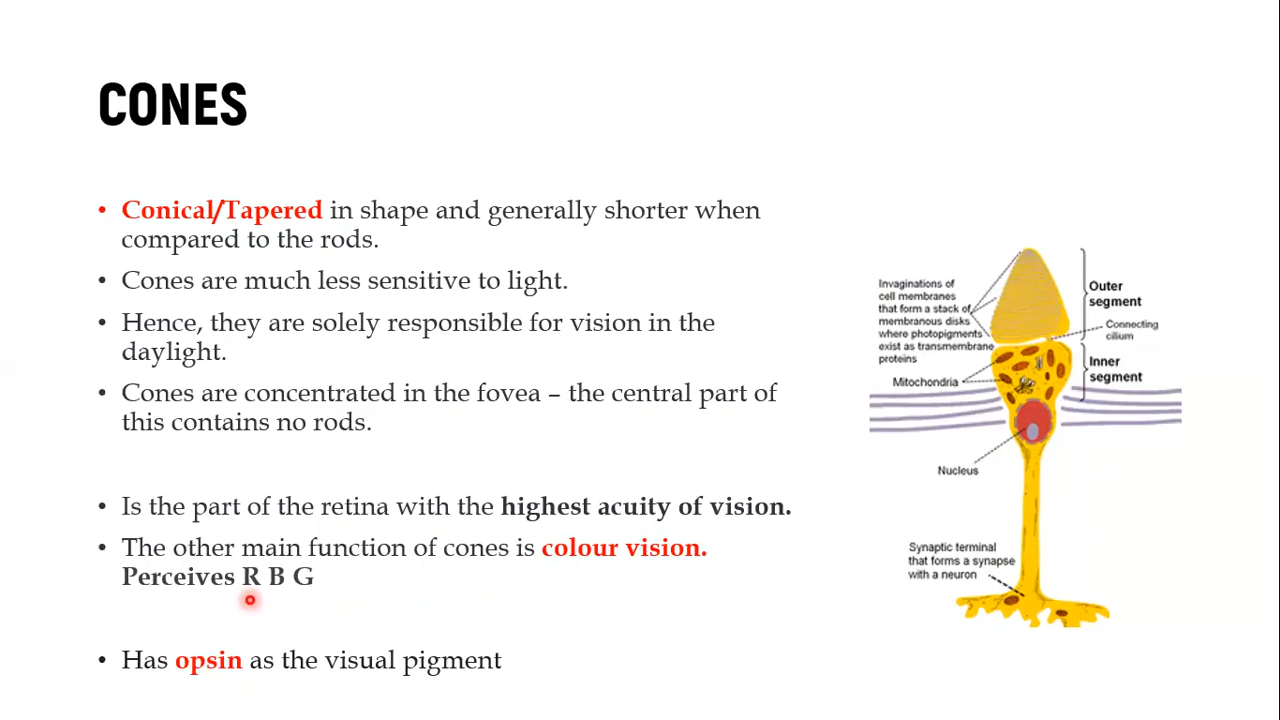 CONES
• Conical/Tapered in shape and generally shorter when
compared to the rods.
• Cones are much less sensitive to light.
• Hence, they are solely responsible for vision in the
daylight.
• Cones are concentrated in the fovea – the central part of
this contains no rods.
• Is the part of the retina with the highest acuity of vision.
• The other main function of cones is colour vision.
Perceives R B G
• Has opsin as the visual pigment
Invaginations of
cell membranes
that form a stack of
membranous disks
where photopigments
exist as transmembrane
proteins
Outer
segment
Connecting
cilium
Inner
segment
Mitochondria
Nucleus
Synaptic terminal
that forms a synapse
with a neuron